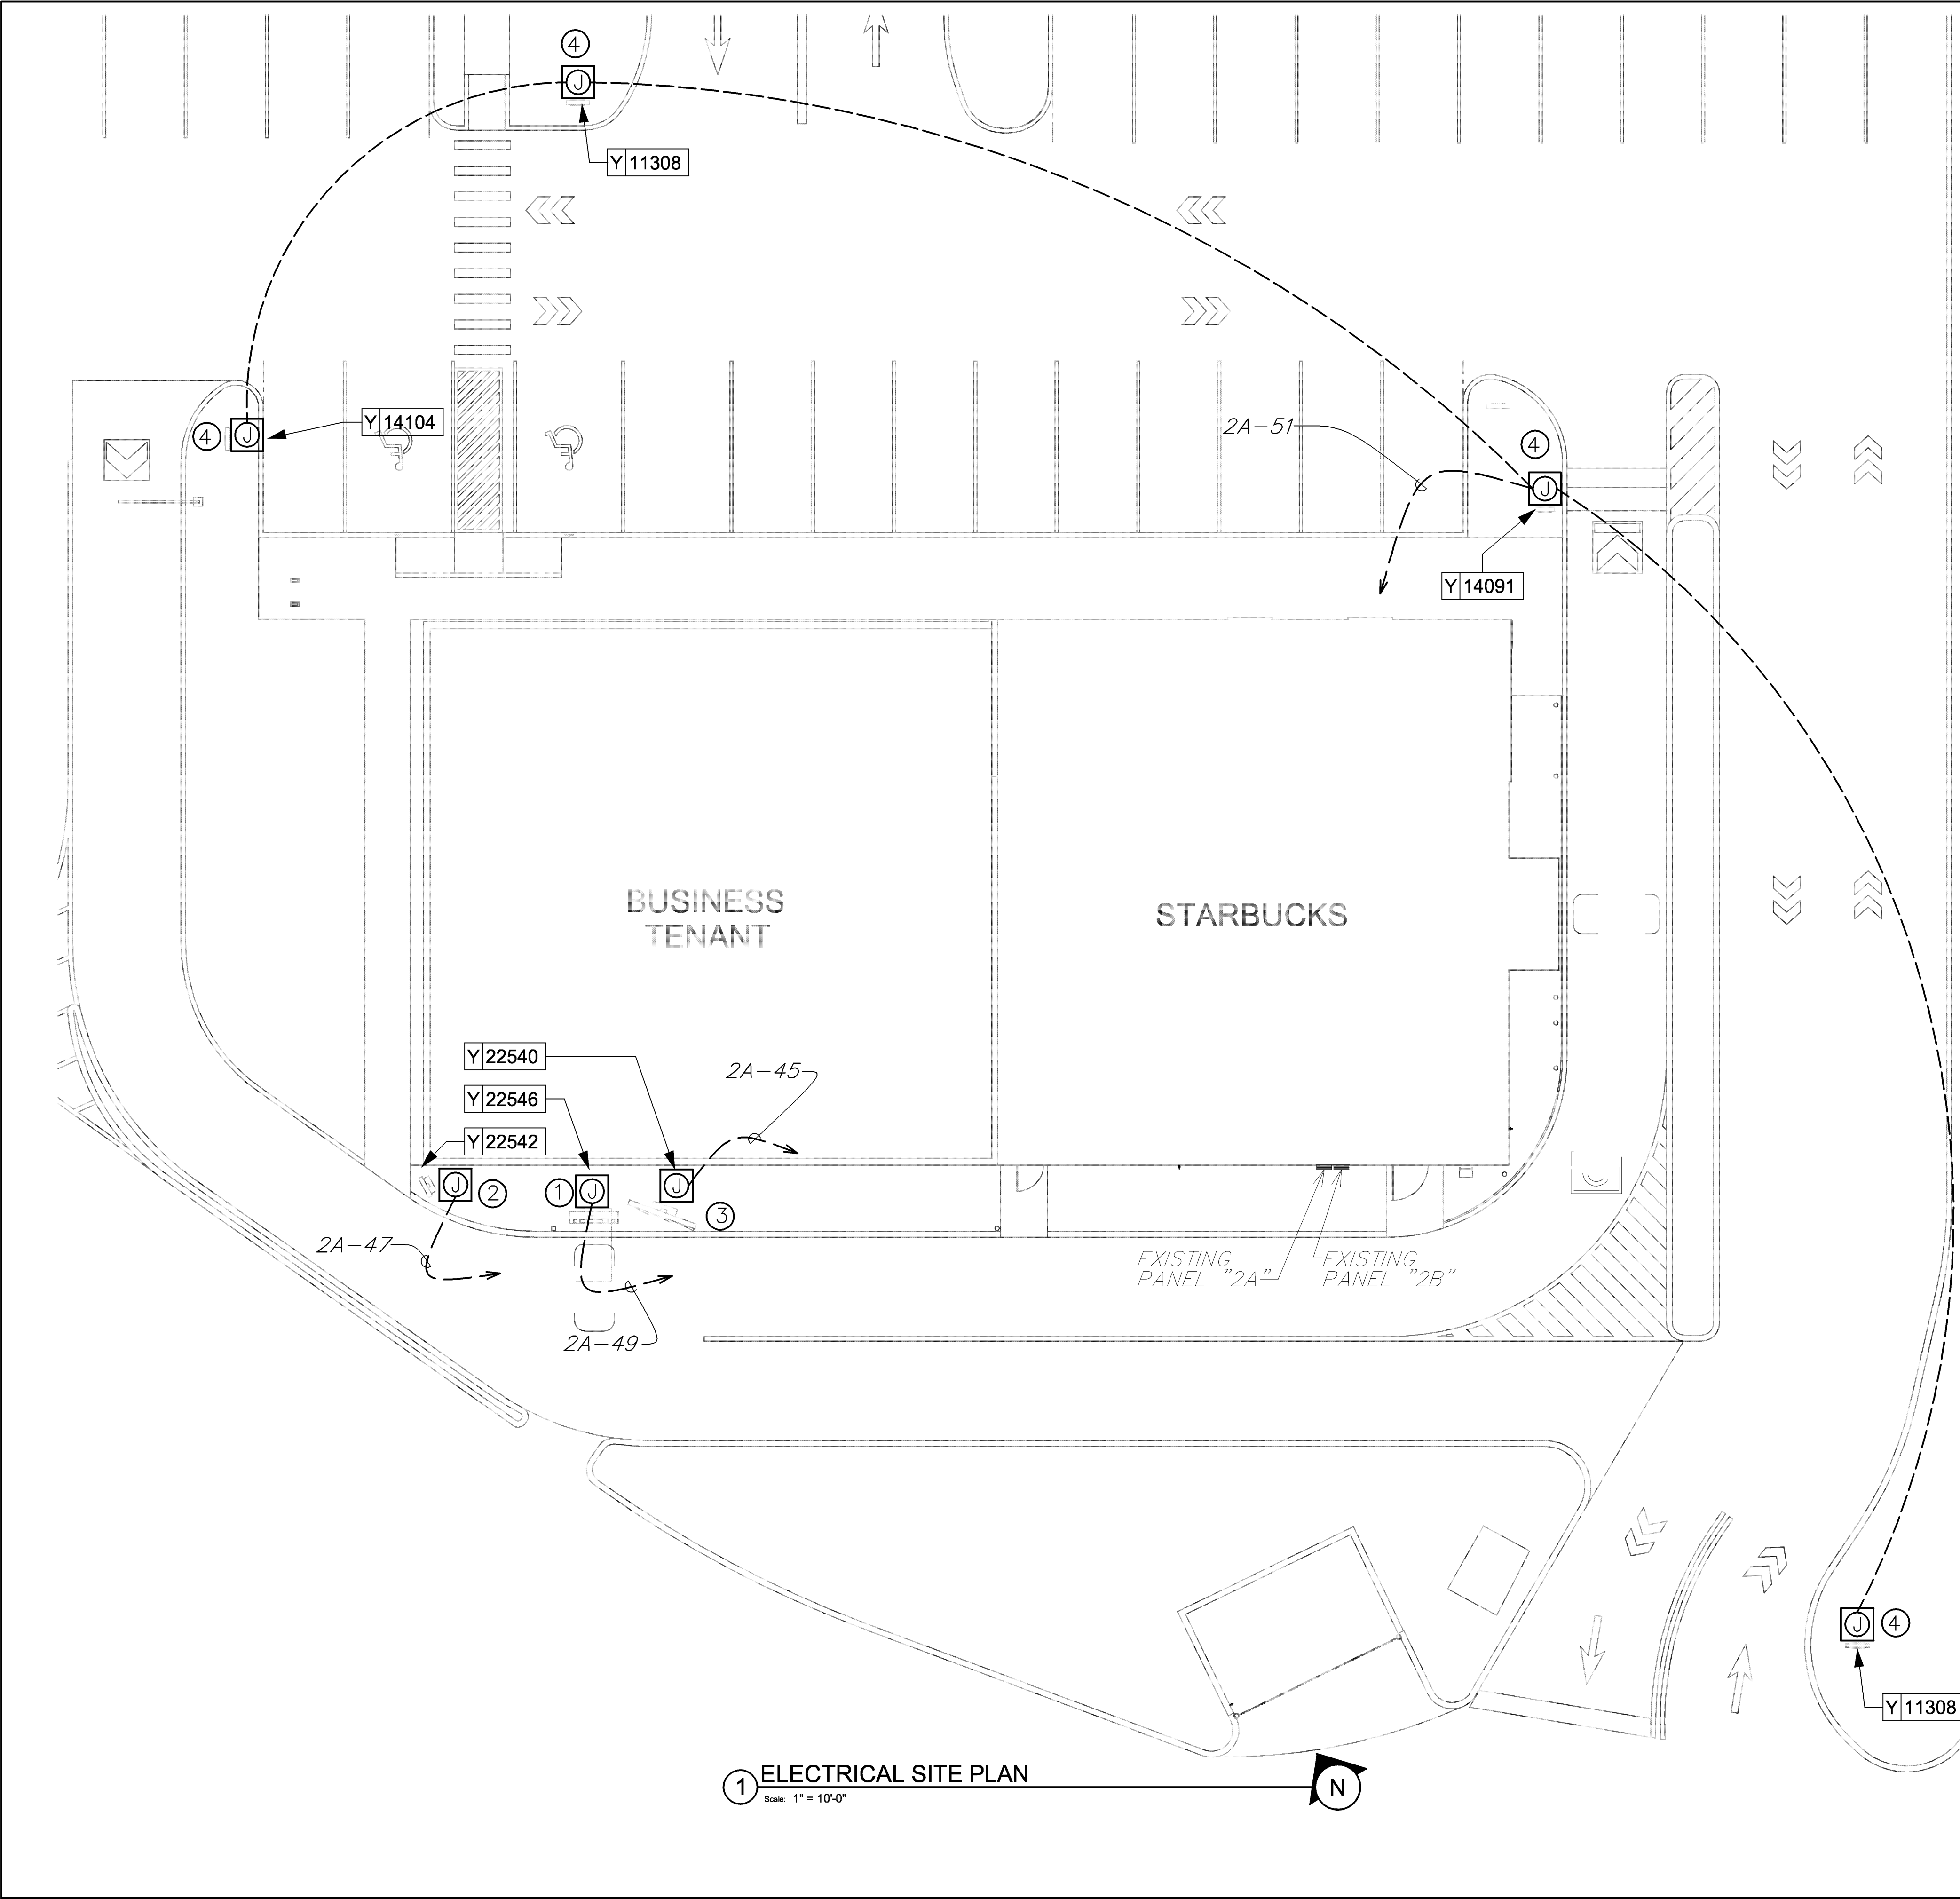 4
J
Y 11308
Y 14104
4
J
2A-51
4
J
Y 14091
BUSINESS
TENANT
STARBUCKS
Y 22540
2A-45
Y 22546
Y 22542
J
2
1
J
J
3
2A-47
2A-49
EXISTING
PANEL "2A"
EXISTING
PANEL "2B"
J
4
Y 11308
1
ELECTRICAL SITE PLAN
Scale: 1" = 10'-0"
N